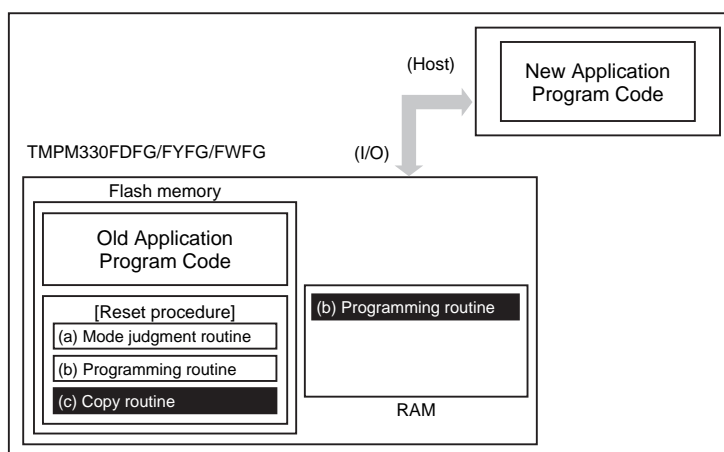 (Host)
New Application
Program Code
TMPM330FDFG/FYFG/FWFG
(I/O)
Flash memory
Old Application
Program Code
[Reset procedure]
(a) Mode judgment routine
(b) Programming routine
(c) Copy routine
(b) Programming routine
RAM